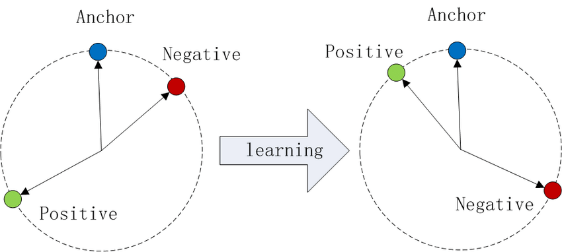 Anchor
Negative
Positive
learning
Anchor
Positive
Negative